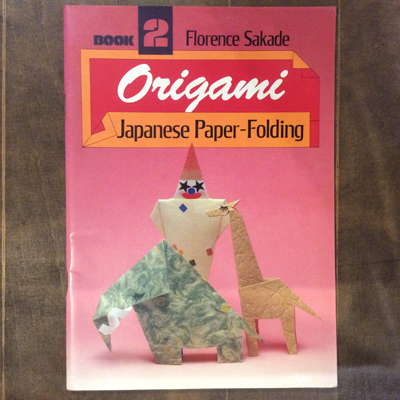 BOOK 2 Florence Sakade
Origami
Japanese Paper-Folding